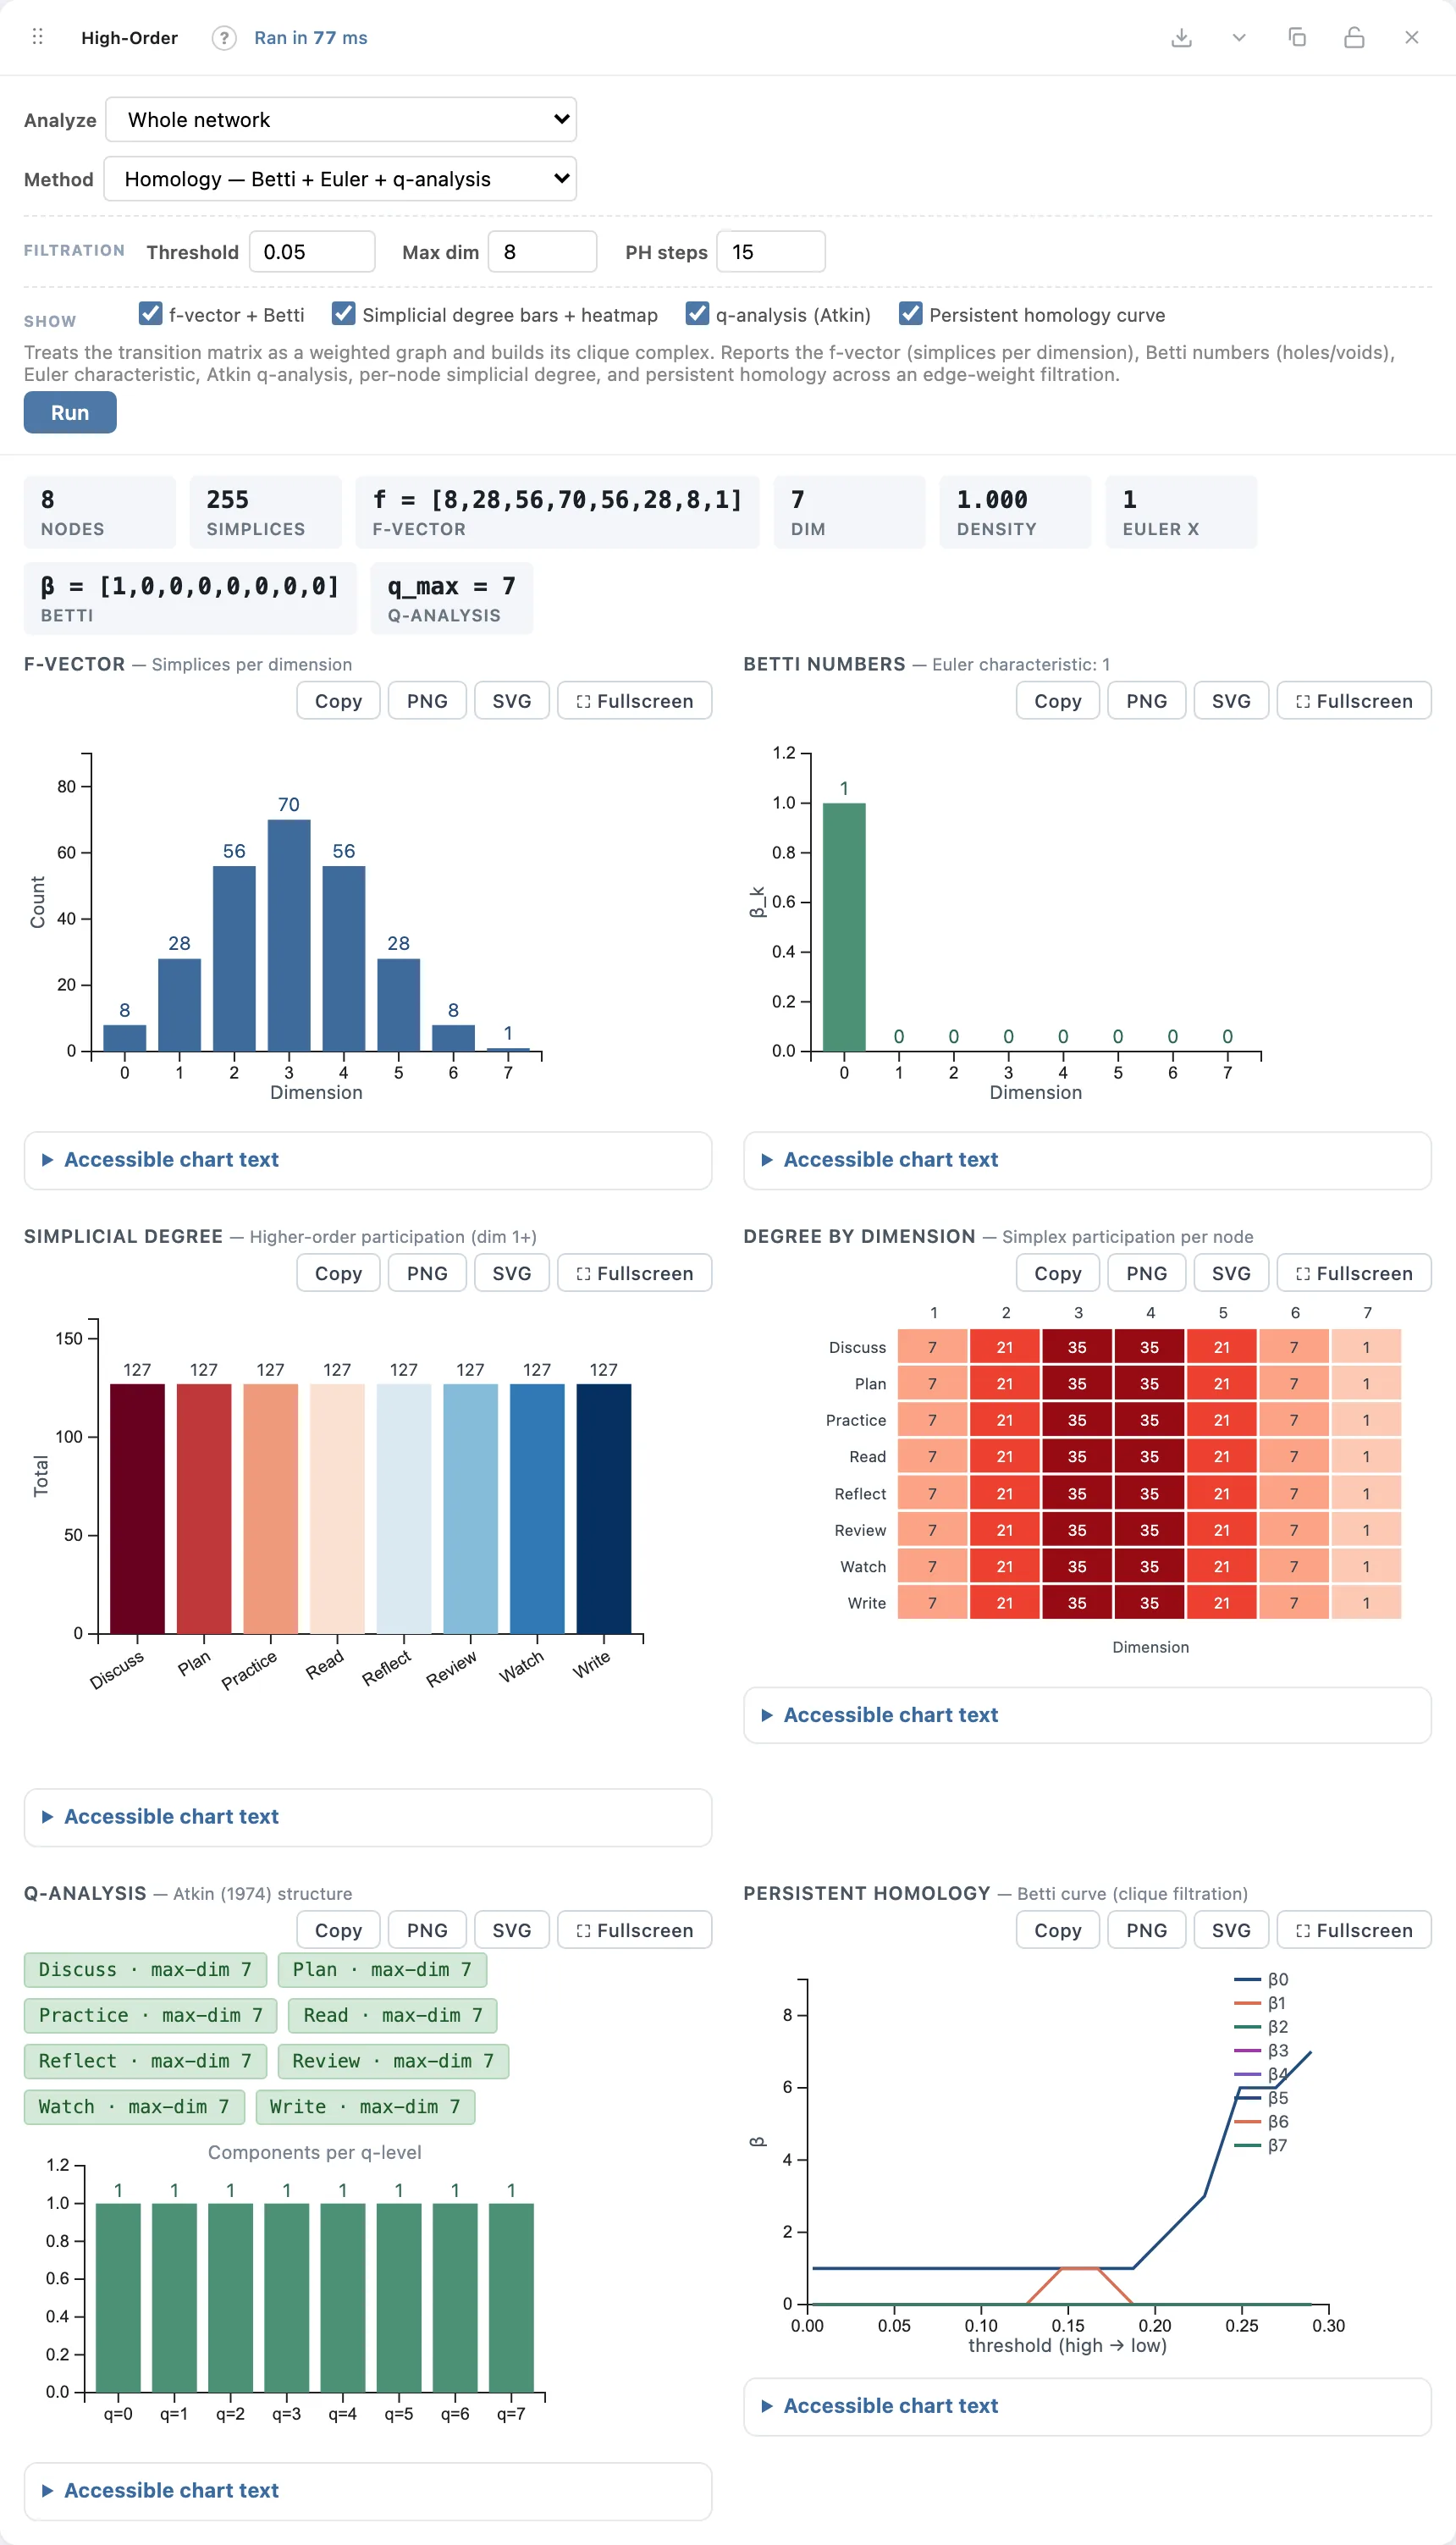 High-Order ? Ran in 77 ms
Analyze Whole network
Method Homology — Betti + Euler + q-analysis
FILTRATION Threshold 0.05 Max dim 8 PH steps 15
SHOW f-vector + Betti Simplicial degree bars + heatmap q-analysis (Atkin) Persistent homology curve
Treats the transition matrix as a weighted graph and builds its clique complex. Reports the f-vector (simplices per dimension), Betti numbers (holes/voids),
Euler characteristic, Atkin q-analysis, per-node simplicial degree, and persistent homology across an edge-weight filtration.
Run
8 255 f = [8,28,56,70,56,28,8,1] 7 1.000 1
NODES SIMPLICES F-VECTOR DIM DENSITY EULER X
β = [1,0,0,0,0,0,0,0] q_max = 7
BETTI Q-ANALYSIS
F-VECTOR — Simplices per dimension
Copy PNG SVG Fullscreen
80
60
40
20
0
Count
8 28 56 70 56 28 8 1
0 1 2 3 4 5 6 7
Dimension
Accessible chart text
BETTI NUMBERS — Euler characteristic: 1
Copy PNG SVG Fullscreen
1.2
1.0
0.8
0.6
0.4
0.2
0.0
β_k
1 0 0 0 0 0 0 0
0 1 2 3 4 5 6 7
Dimension
Accessible chart text
SIMPLICIAL DEGREE — Higher-order participation (dim 1+)
Copy PNG SVG Fullscreen
150
100
50
0
Total
127 127 127 127 127 127 127 127
Discuss Plan Practice Read Reflect Review Watch Write
Accessible chart text
DEGREE BY DIMENSION — Simplex participation per node
Copy PNG SVG Fullscreen
1 2 3 4 5 6 7
Discuss 7 21 35 35 21 7 1
Plan 7 21 35 35 21 7 1
Practice 7 21 35 35 21 7 1
Read 7 21 35 35 21 7 1
Reflect 7 21 35 35 21 7 1
Review 7 21 35 35 21 7 1
Watch 7 21 35 35 21 7 1
Write 7 21 35 35 21 7 1
Dimension
Accessible chart text
Q-ANALYSIS — Atkin (1974) structure
Copy PNG SVG Fullscreen
Discuss · max-dim 7 Plan · max-dim 7
Practice · max-dim 7 Read · max-dim 7
Reflect · max-dim 7 Review · max-dim 7
Watch · max-dim 7 Write · max-dim 7
Components per q-level
1.2
1.0
0.8
0.6
0.4
0.2
0.0
1 1 1 1 1 1 1 1
q=0 q=1 q=2 q=3 q=4 q=5 q=6 q=7
Accessible chart text
PERSISTENT HOMOLOGY — Betti curve (clique filtration)
Copy PNG SVG Fullscreen
8
6
4
2
0
β
β0
β1
β2
β3
β4
β5
β6
β7
0.00 0.05 0.10 0.15 0.20 0.25 0.30
threshold (high → low)
Accessible chart text